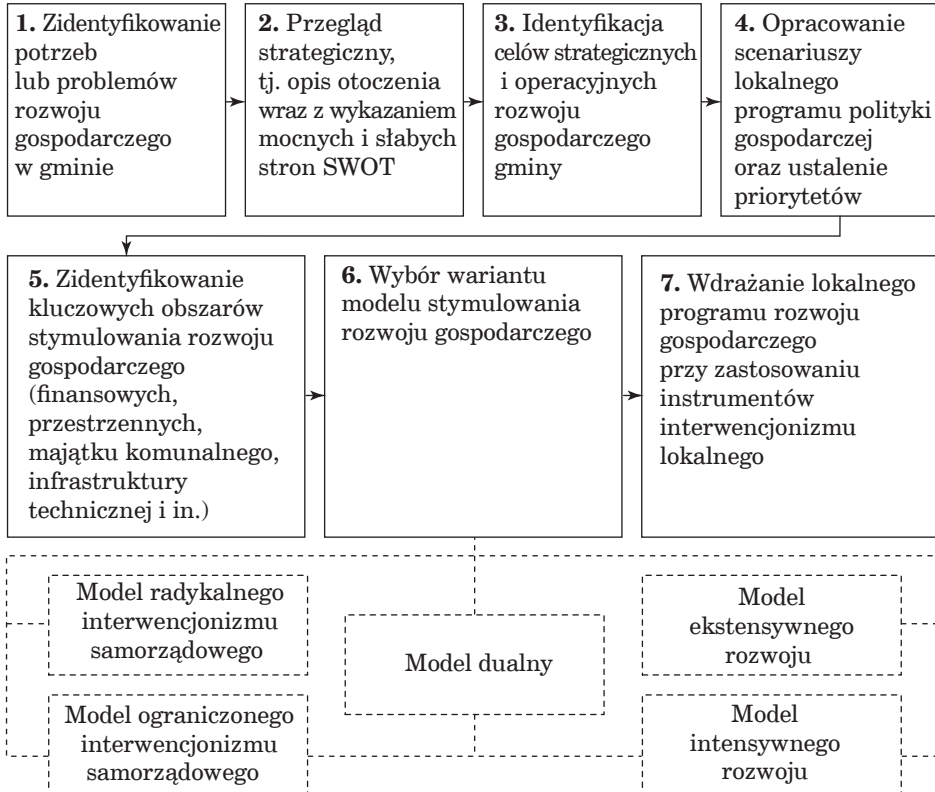 1. Zidentyfikowanie
potrzeb
lub problemów
rozwoju
gospodarczego
w gminie
2. Przegląd
strategiczny,
tj. opis otoczenia
wraz z wykazaniem
mocnych i słabych
stron SWOT
3. Identyfikacja
celów strategicznych
i operacyjnych
rozwoju
gospodarczego
gminy
4. Opracowanie
scenariuszy
lokalnego
programu polityki
gospodarczej
oraz ustalenie
priorytetów
5. Zidentyfikowanie
kluczowych obszarów
stymulowania rozwoju
gospodarczego
(finansowych,
przestrzennych,
majątku komunalnego,
infrastruktury
technicznej i in.)
6. Wybór wariantu
modelu stymulowania
rozwoju gospodarczego
7. Wdrażanie lokalnego
programu rozwoju
gospodarczego
przy zastosowaniu
instrumentów
interwencjonizmu
lokalnego
Model radykalnego
interwencjonizmu
samorządowego
Model ograniczonego
interwencjonizmu
samorządowego
Model dualny
Model
ekstensywnego
rozwoju
Model
intensywnego
rozwoju